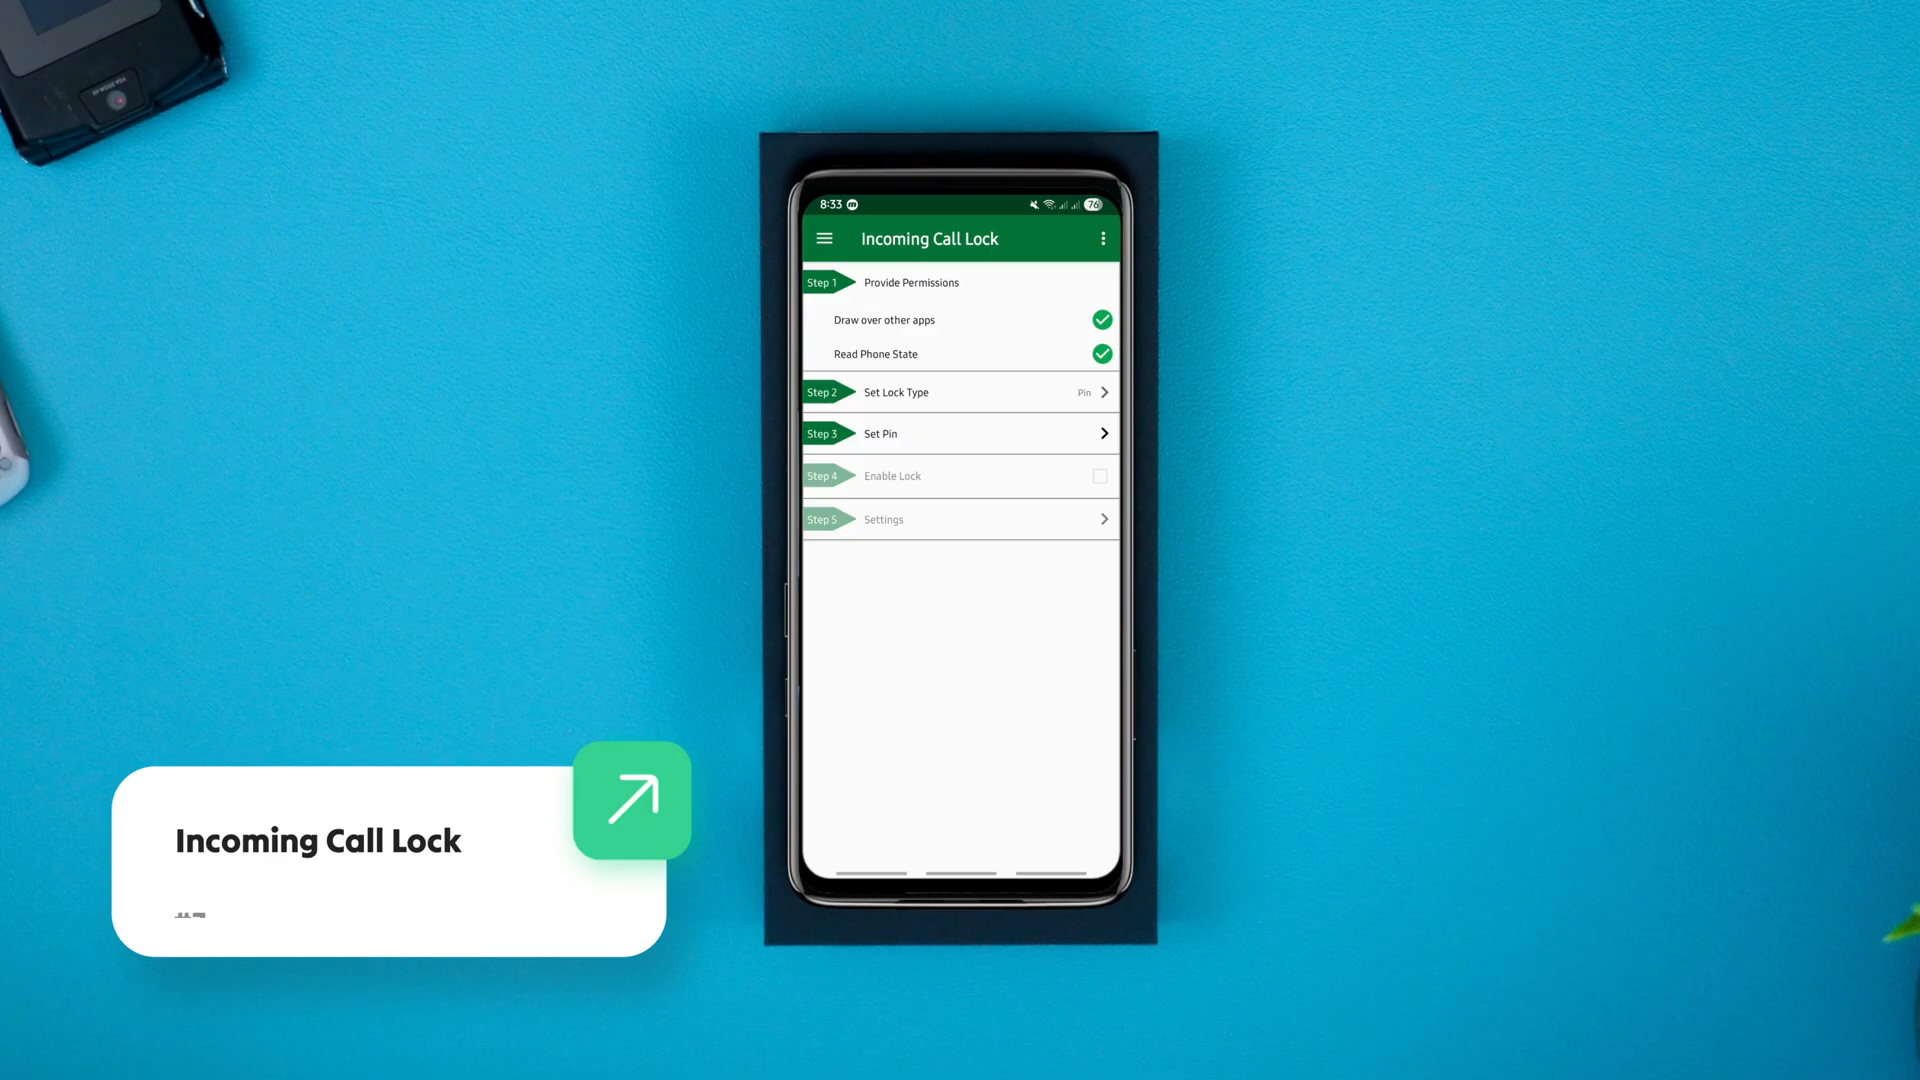 8:33
76
Incoming Call Lock
Step 1 Provide Permissions
Draw over other apps
Read Phone State
Step 2 Set Lock Type Pin
Step 3 Set Pin
Step 4 Enable Lock
Step 5 Settings
Incoming Call Lock